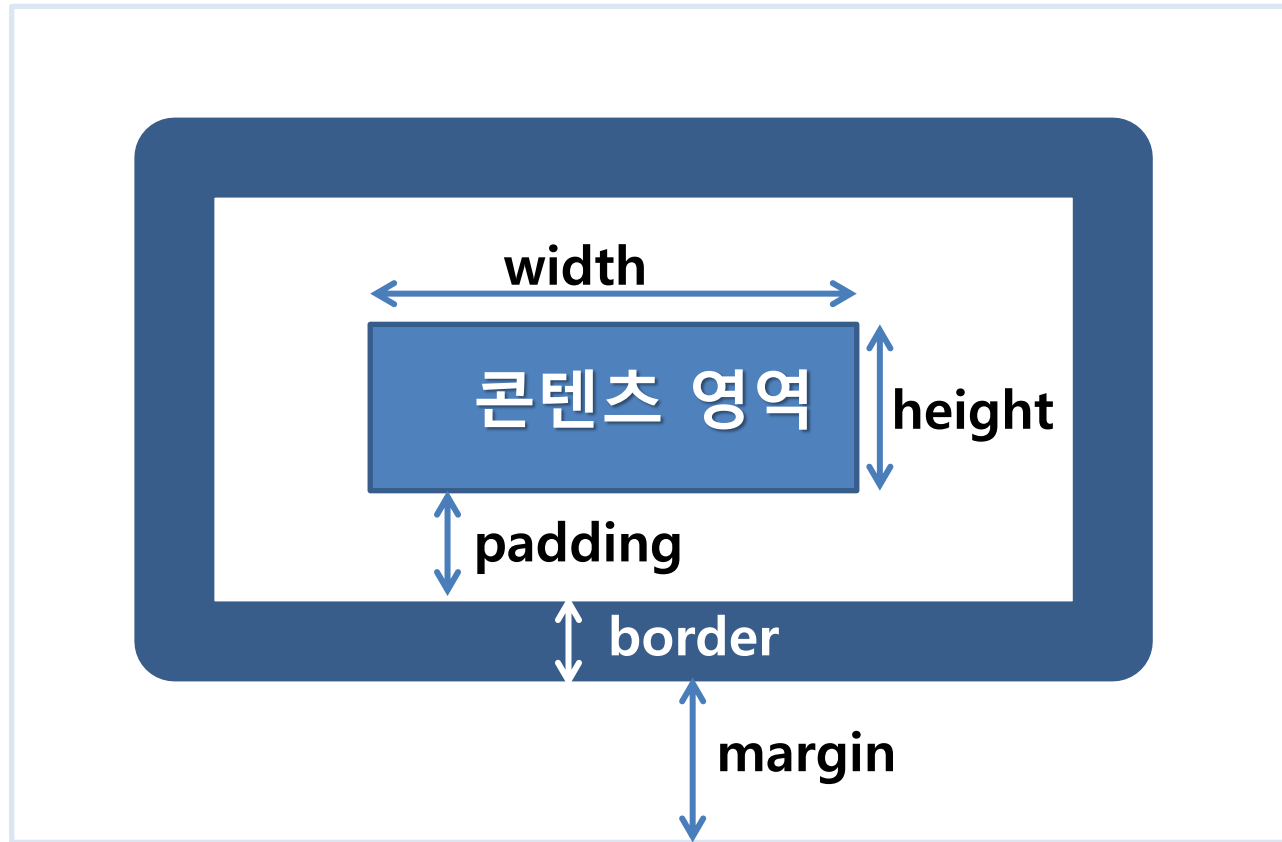 width
콘텐츠 영역
height
padding
border
margin